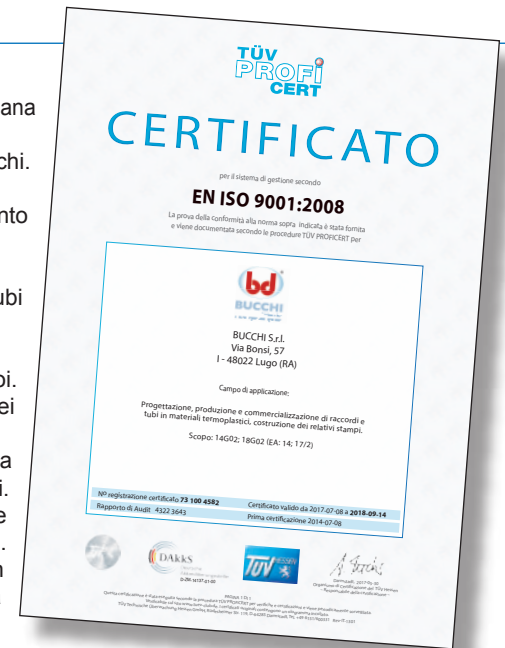 ana
chi.
nto
ubi
oi.
ei
a
i.
e
.
n
TÜV
PROFi
CERT
CERTIFICATO
per il sistema di gestione secondo
EN ISO 9001:2008
La prova della conformità alla norma sopra indicata è stata fornita
e viene documentata secondo le procedure TÜV PROFICERT per
bd
BUCCHI
BUCCHI S.r.l.
Via Bonsi, 57
I - 48022 Lugo (RA)
Campo di applicazione:
Progettazione, produzione e commercializzazione di raccordi e
tubi in materiali termoplastici, costruzione dei relativi stampi.
Scopo: 14G02; 18G02 (EA: 14; 17/2)
Nº registrazione certificato 73 100 4582 Certificato valido da 2017-07-08 a 2018-09-14
Rapporto di Audit 4322 3643 Prima certificazione 2014-07-08
DAkkS
TÜV HESSEN